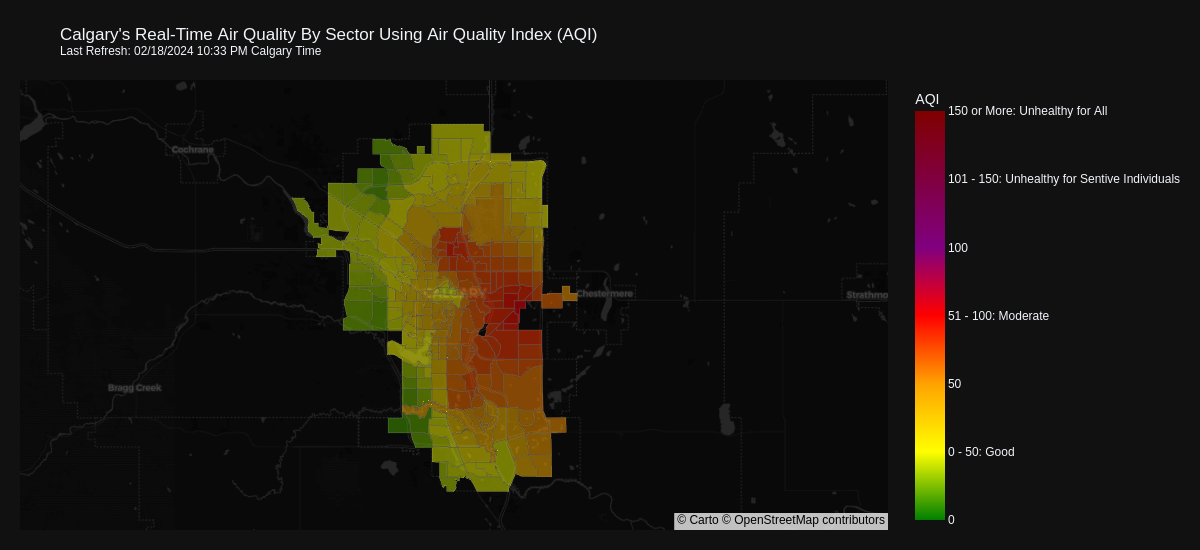 Calgary's Real-Time Air Quality By Sector Using Air Quality Index (AQI)
Last Refresh: 02/18/2024 10:33 PM Calgary Time
AQI
150 or More: Unhealthy for All
Cochrane
101 - 150: Unhealthy for Sentive Individuals
100
CALGARY
Chestermere
Strathmo
51 - 100: Moderate
Bragg Creek
50
0 - 50: Good
0
© Carto © OpenStreetMap contributors